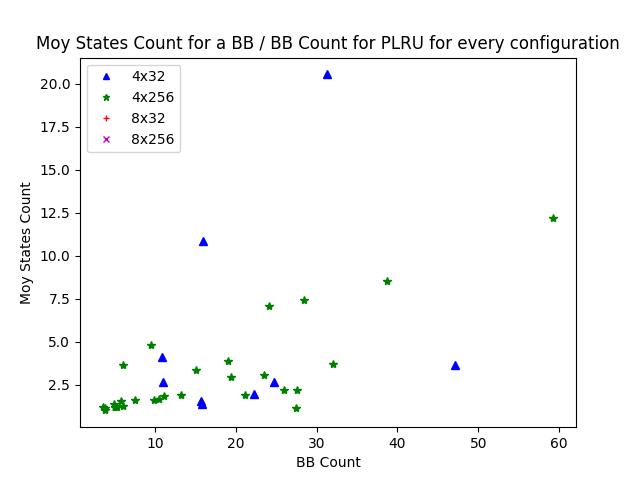 Moy States Count for a BB / BB Count for PLRU for every configuration
20.0
17.5
15.0
12.5
10.0
7.5
5.0
2.5
Moy States Count
4x32
4x256
8x32
8x256
10 20 30 40 50 60
BB Count